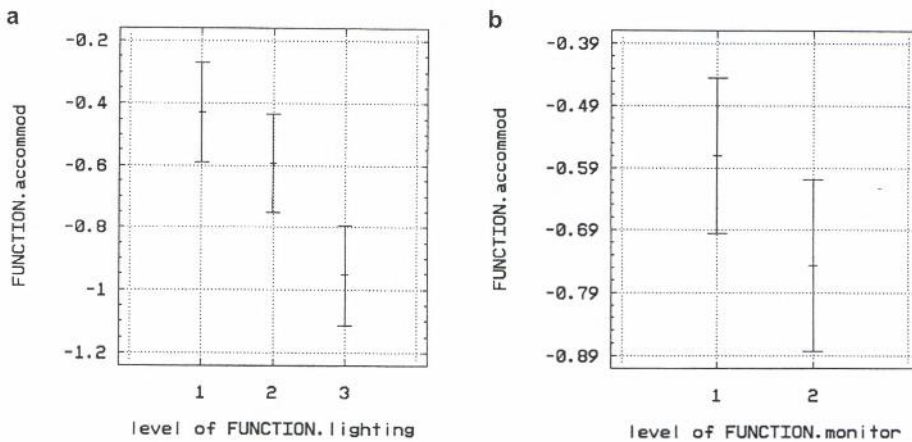 a
FUNCTION.accommod
-0.2
-0.4
-0.6
-0.8
-1
-1.2
1 2 3
level of FUNCTION.lighting
b
FUNCTION.accommod
-0.39
-0.49
-0.59
-0.69
-0.79
-0.89
1 2
level of FUNCTION.monitor